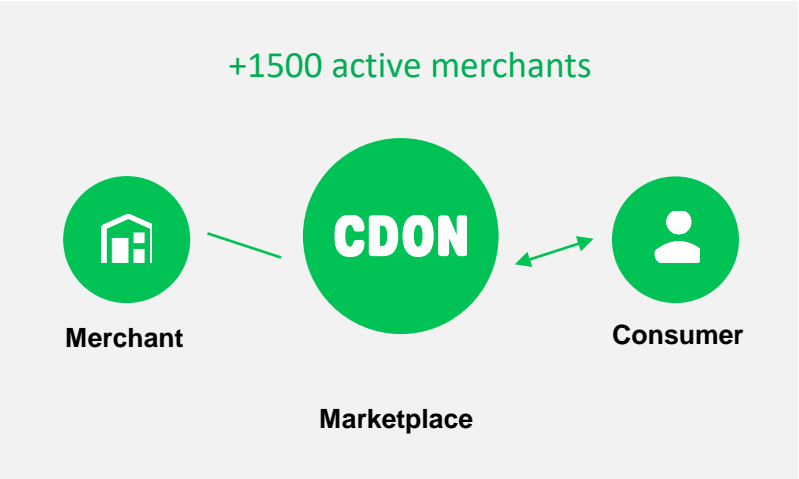 +1500 active merchants
CDON
Merchant
Consumer
Marketplace